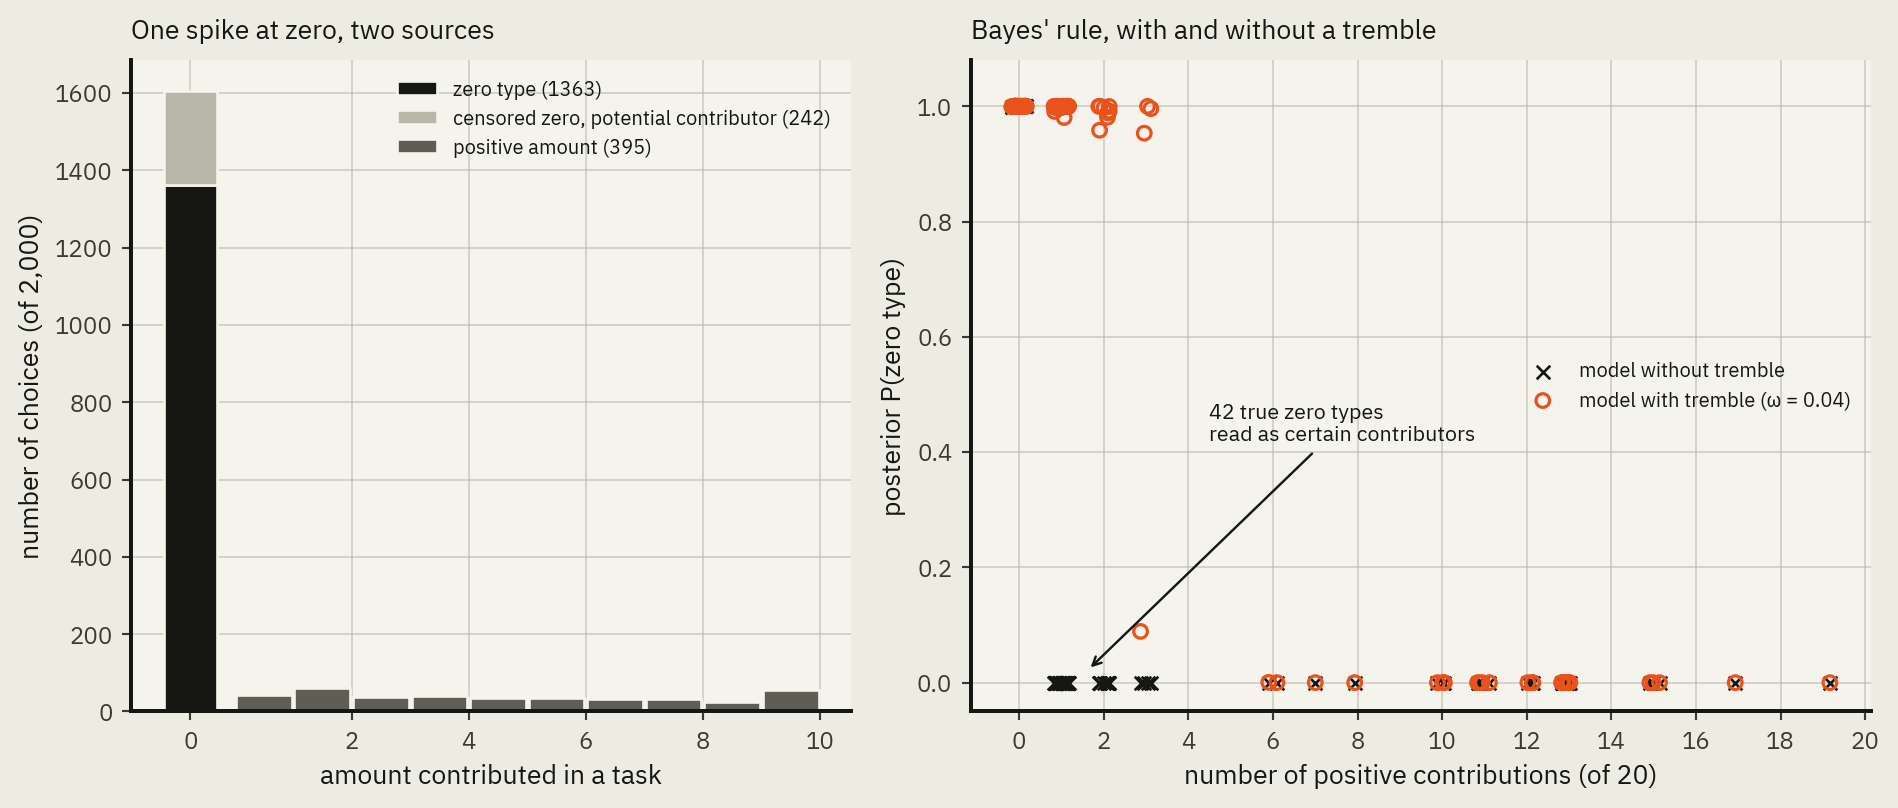 One spike at zero, two sources
number of choices (of 2,000)
1600
1400
1200
1000
800
600
400
200
0
zero type (1363)
censored zero, potential contributor (242)
positive amount (395)
0 2 4 6 8 10
amount contributed in a task
Bayes' rule, with and without a tremble
posterior P(zero type)
1.0
0.8
0.6
0.4
0.2
0.0
model without tremble
model with tremble (ω = 0.04)
42 true zero types
read as certain contributors
0 2 4 6 8 10 12 14 16 18 20
number of positive contributions (of 20)